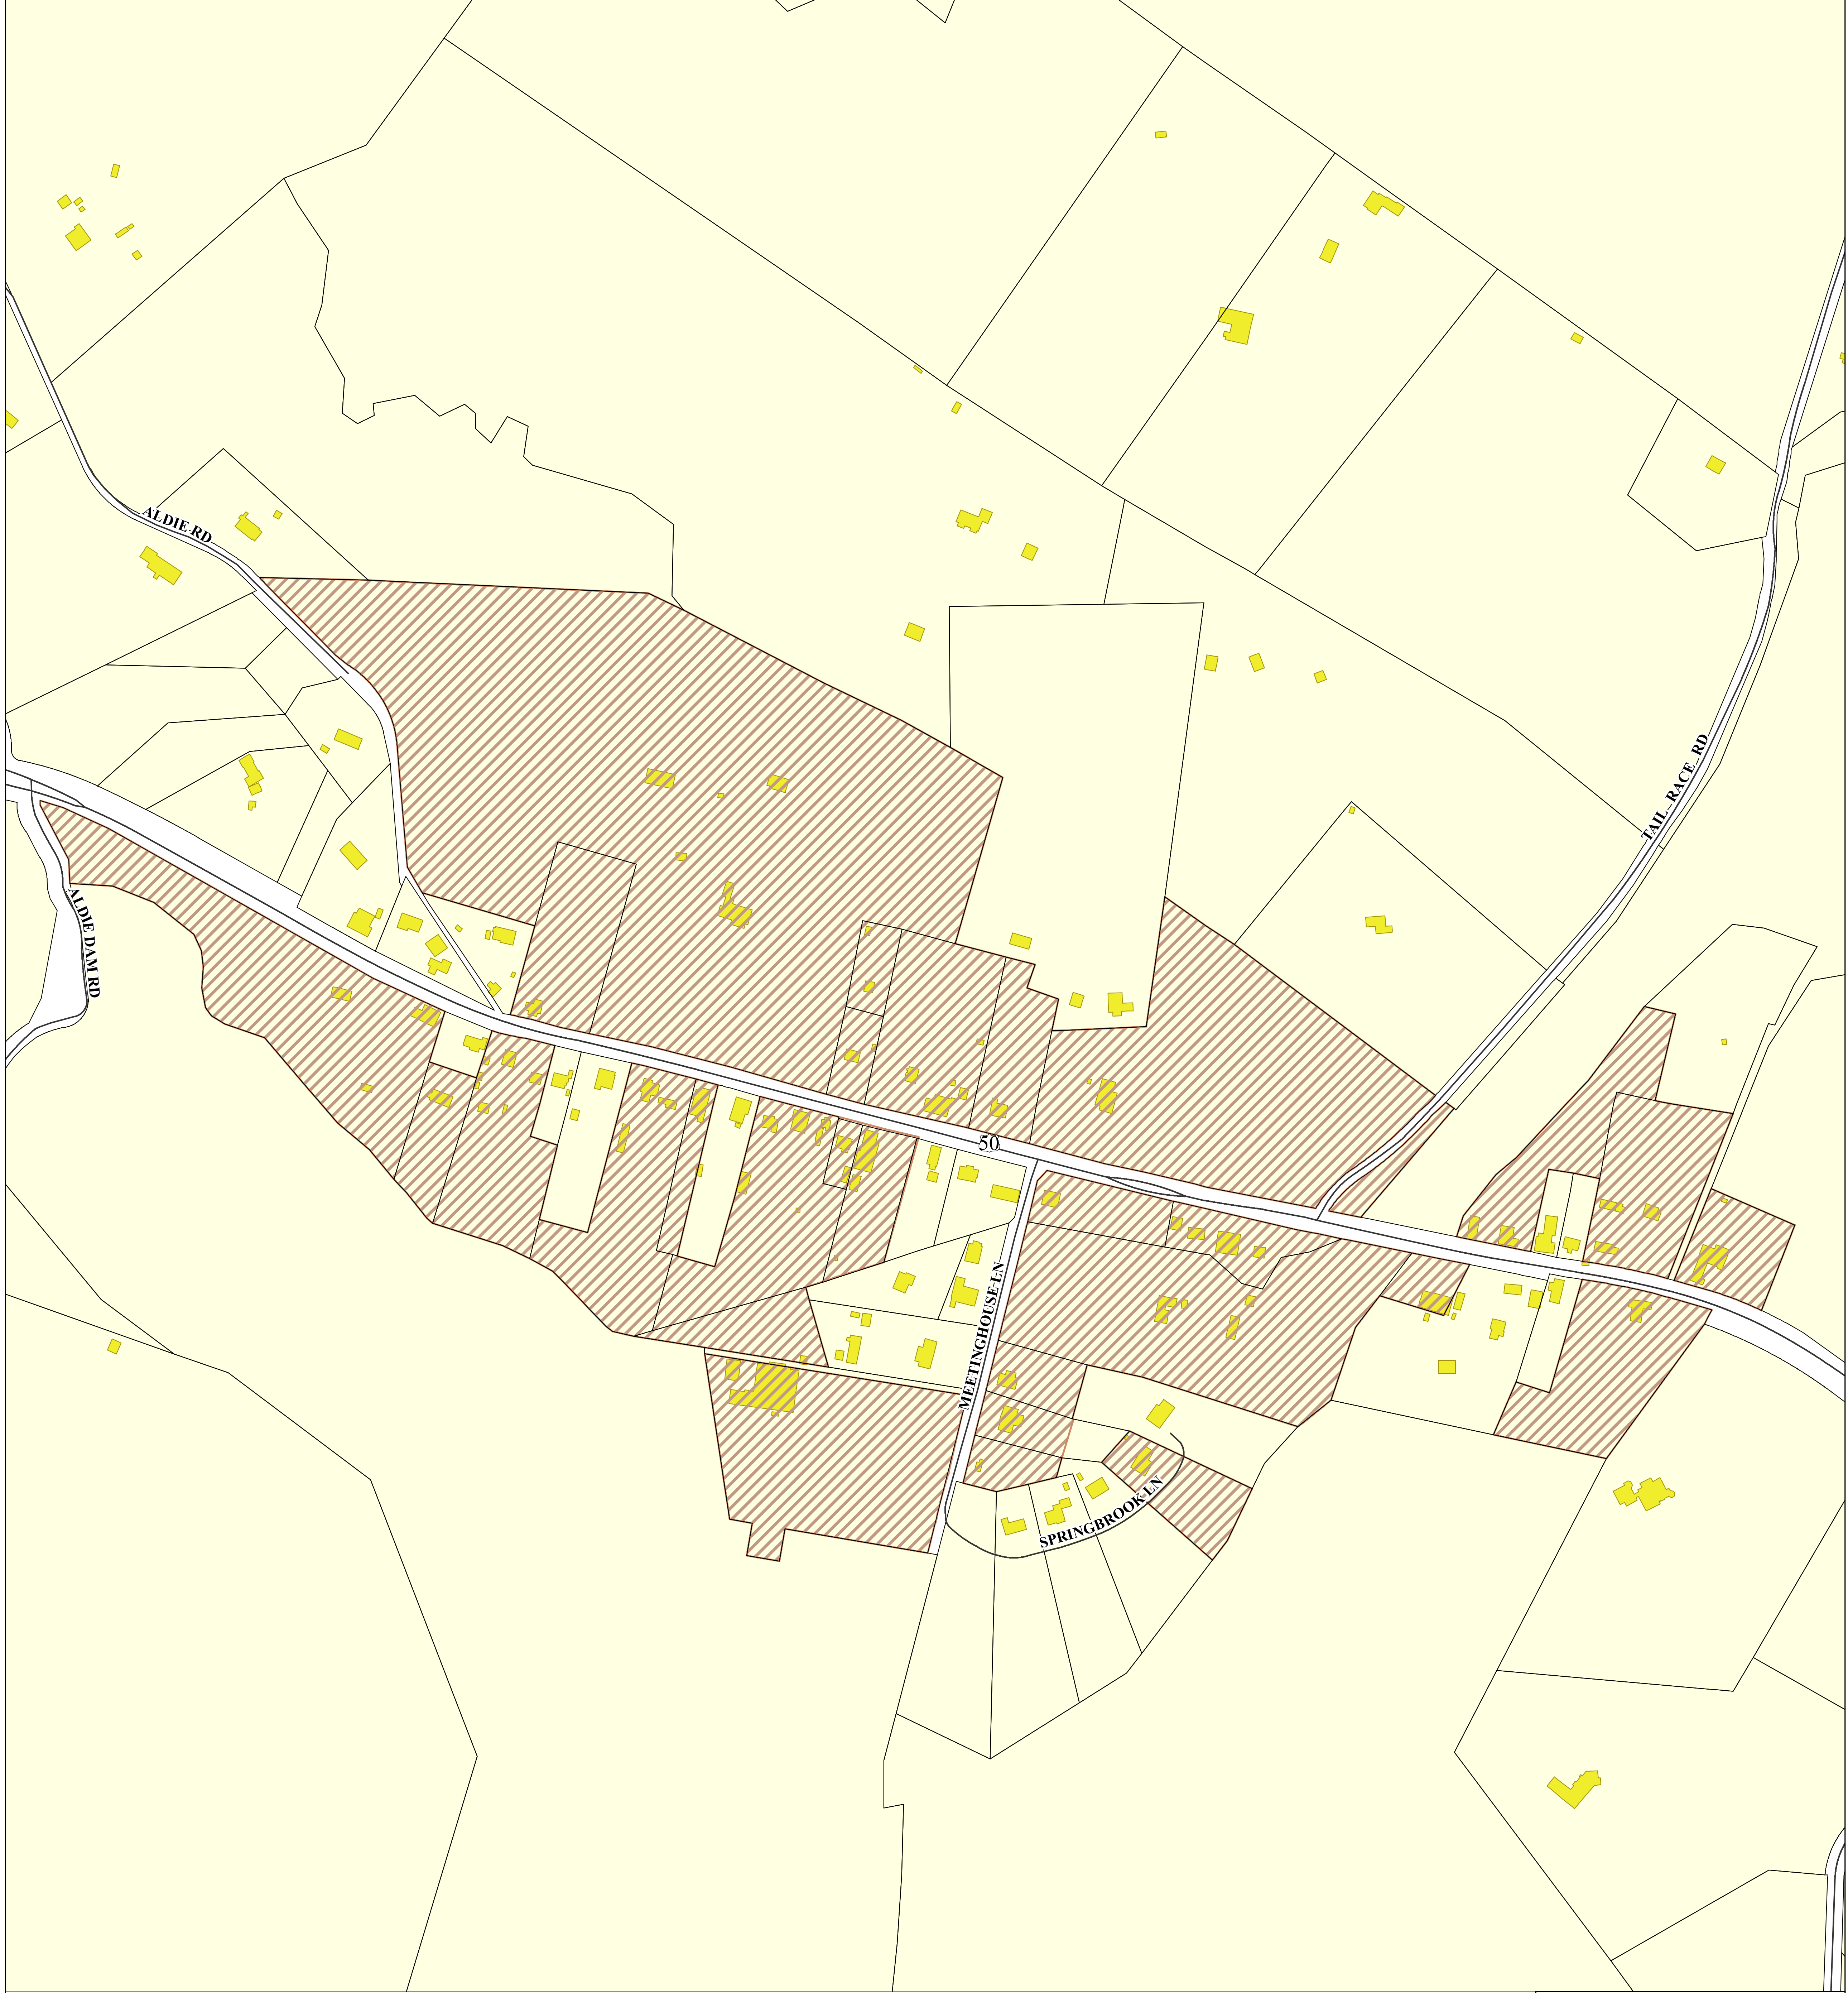 ALDIE RD
TAIL RACE RD
ALDIE DAM RD
50
MEETINGHOUSE LN
SPRINGBROOK LN